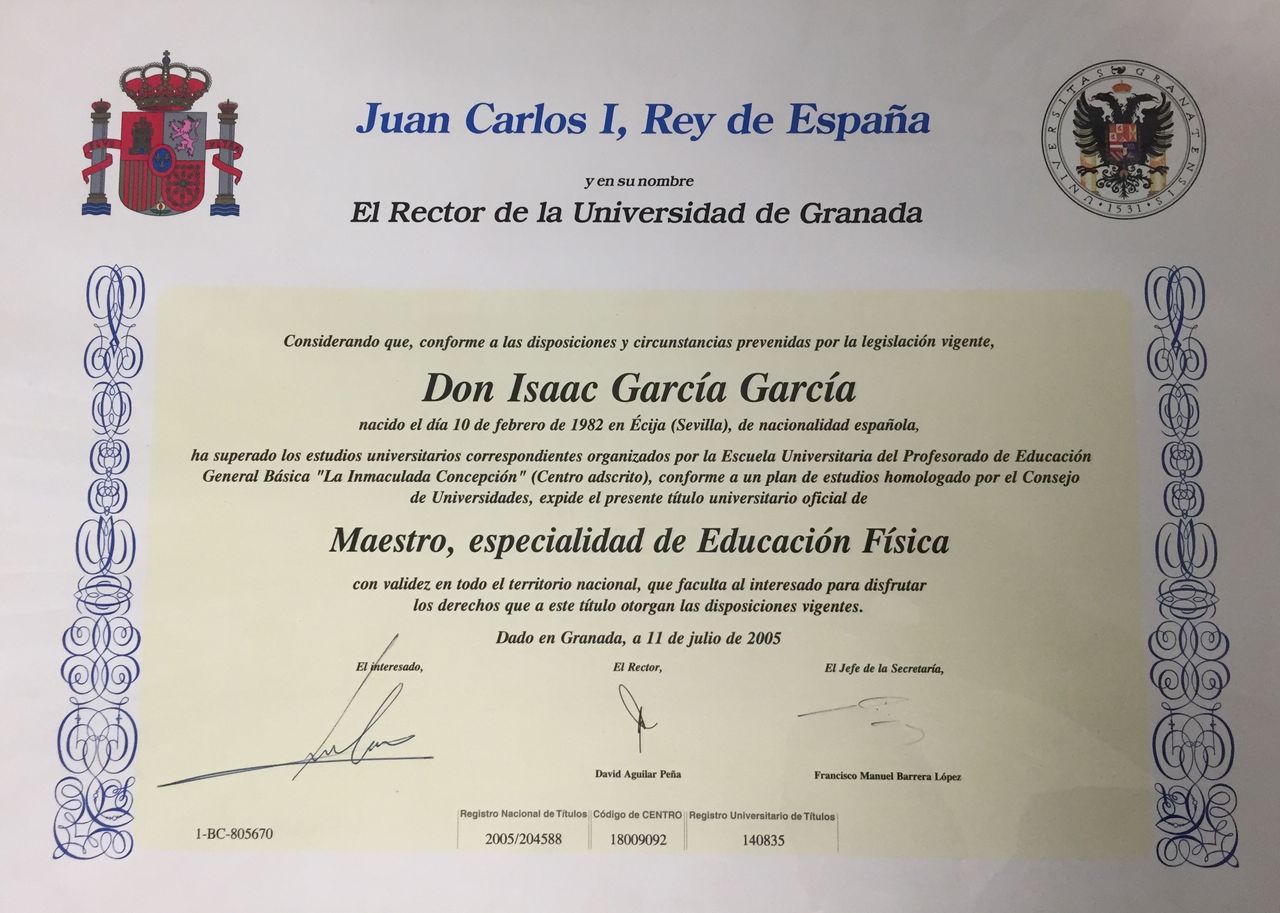 Juan Carlos I, Rey de España
y en su nombre
El Rector de la Universidad de Granada
UNIVERSITAS GRANATENSIS
· 1531 ·
Considerando que, conforme a las disposiciones y circunstancias prevenidas por la legislación vigente,
Don Isaac García García
nacido el día 10 de febrero de 1982 en Écija (Sevilla), de nacionalidad española,
ha superado los estudios universitarios correspondientes organizados por la Escuela Universitaria del Profesorado de Educación
General Básica "La Inmaculada Concepción" (Centro adscrito), conforme a un plan de estudios homologado por el Consejo
de Universidades, expide el presente título universitario oficial de
Maestro, especialidad de Educación Física
con validez en todo el territorio nacional, que faculta al interesado para disfrutar
los derechos que a este título otorgan las disposiciones vigentes.
Dado en Granada, a 11 de julio de 2005
El interesado,
El Rector,
El Jefe de la Secretaría,
David Aguilar Peña
Francisco Manuel Barrera López
1-BC-805670
Registro Nacional de Títulos
2005/204588
Código de CENTRO
18009092
Registro Universitario de Títulos
140835